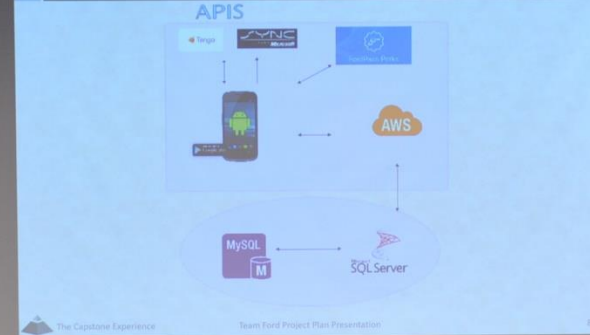 APIS
Tango
SYNC
AWS
MySQL
M
SQL Server
The Capstone Experience
Team Ford Project Plan Presentation